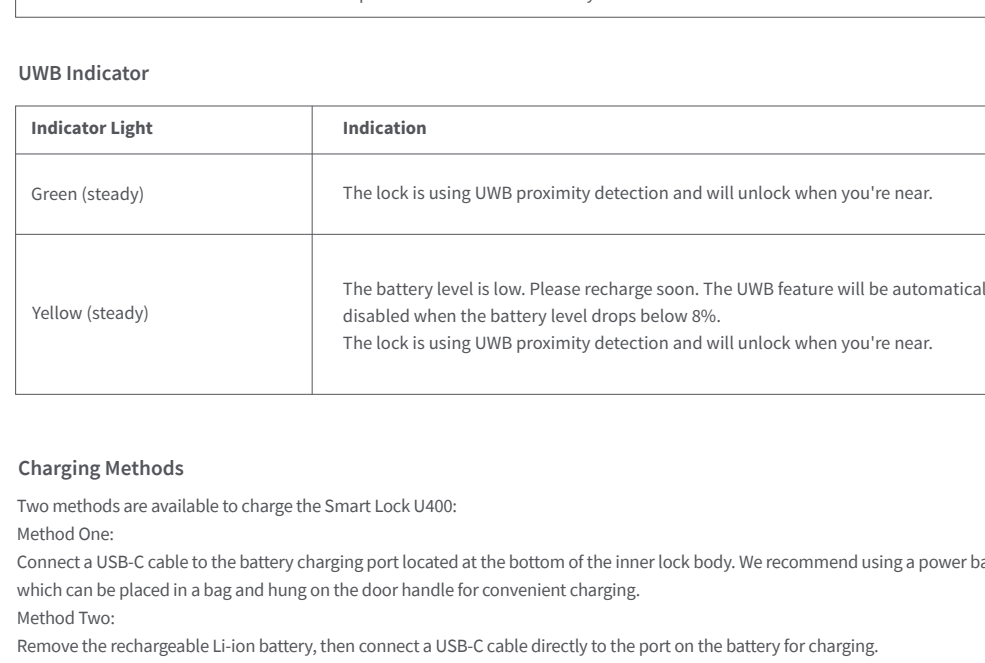 UWB Indicator
Indicator Light Indication
Green (steady) The lock is using UWB proximity detection and will unlock when you're near.
The battery level is low. Please recharge soon. The UWB feature will be
Yellow (steady) disabled when the battery level drops below 8%.
The lock is using UWB proximity detection and will unlock when you're near.
Charging Methods
Two methods are available to charge the Smart Lock U400:
Method One:
Connect a USB-C cable to the battery charging port located at the bottom of the inner lock body. We recommend using a power
which can be placed in a bag and hung on the door handle for convenient charging.
Method Two:
Remove the rechargeable Li-ion battery, then connect a USB-C cable directly to the port on the battery for charging.